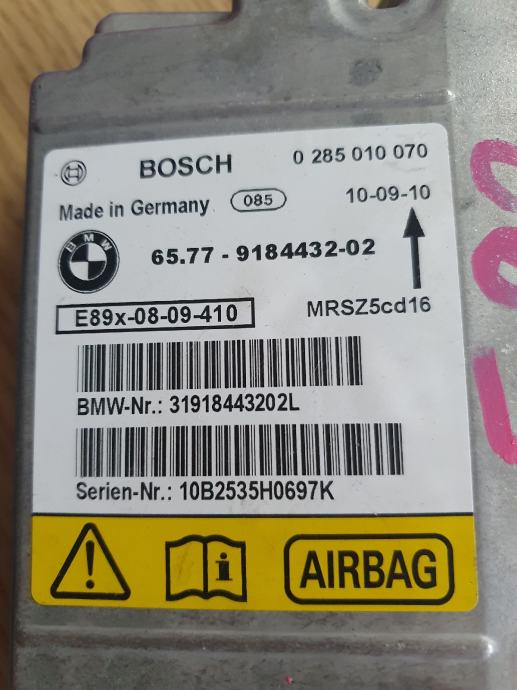 BOSCH 0 285 010 070
Made in Germany 085 10-09-10
BMW 65.77 - 9184432-02
E89x-08-09-410 MRSZ5cd16
BMW-Nr.: 31918443202L
Serien-Nr.: 10B2535H0697K
i AIRBAG